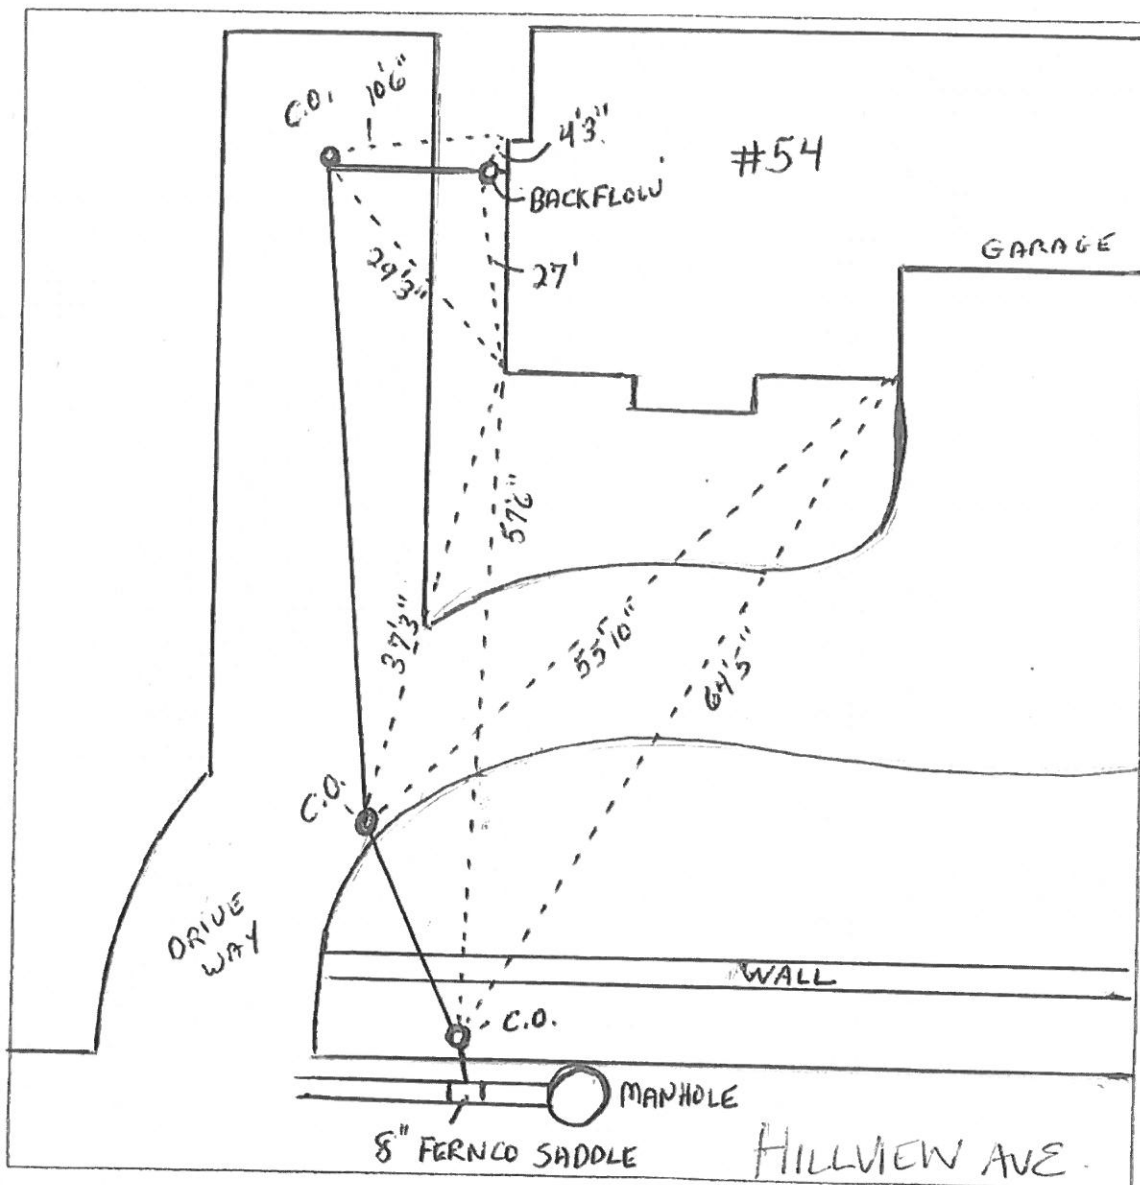 C.O. 10'6"
4'3"
#54
BACKFLOW
GARAGE
29'3"
27'
57'6"
37'3"
55'10"
64'5"
C.O.
DRIVE
WAY
WALL
C.O.
MANHOLE
8" FERNCO SADDLE
HILLVIEW AVE.